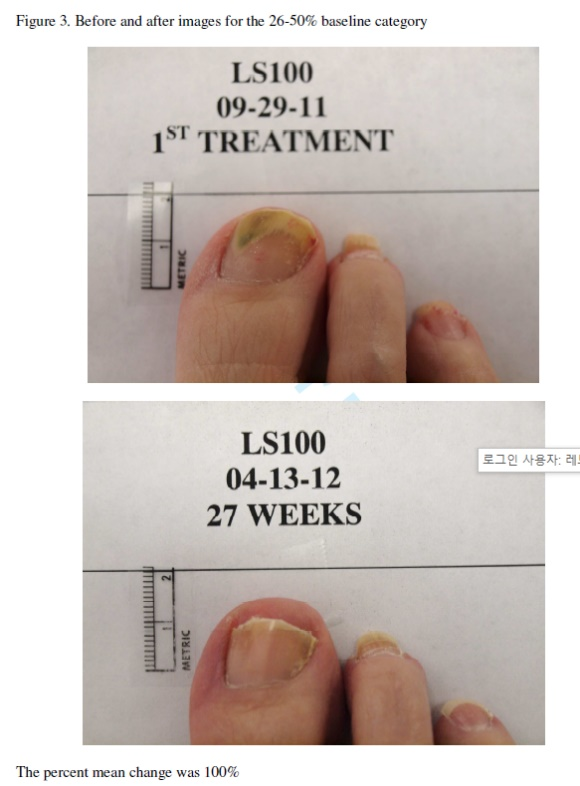 Figure 3. Before and after images for the 26-50% baseline category
LS100
09-29-11
1ST TREATMENT
2
1
METRIC
LS100
04-13-12
27 WEEKS
로그인 사용자:
2
1
METRIC
The percent mean change was 100%